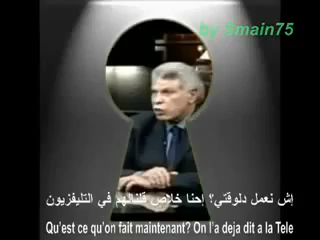 by Smain75
إش نعمل دلوقتي؟ إحنا خلاص قلنالهم في التليفزيون
Qu'est ce qu'on fait maintenant? On l'a deja dit a la Tele